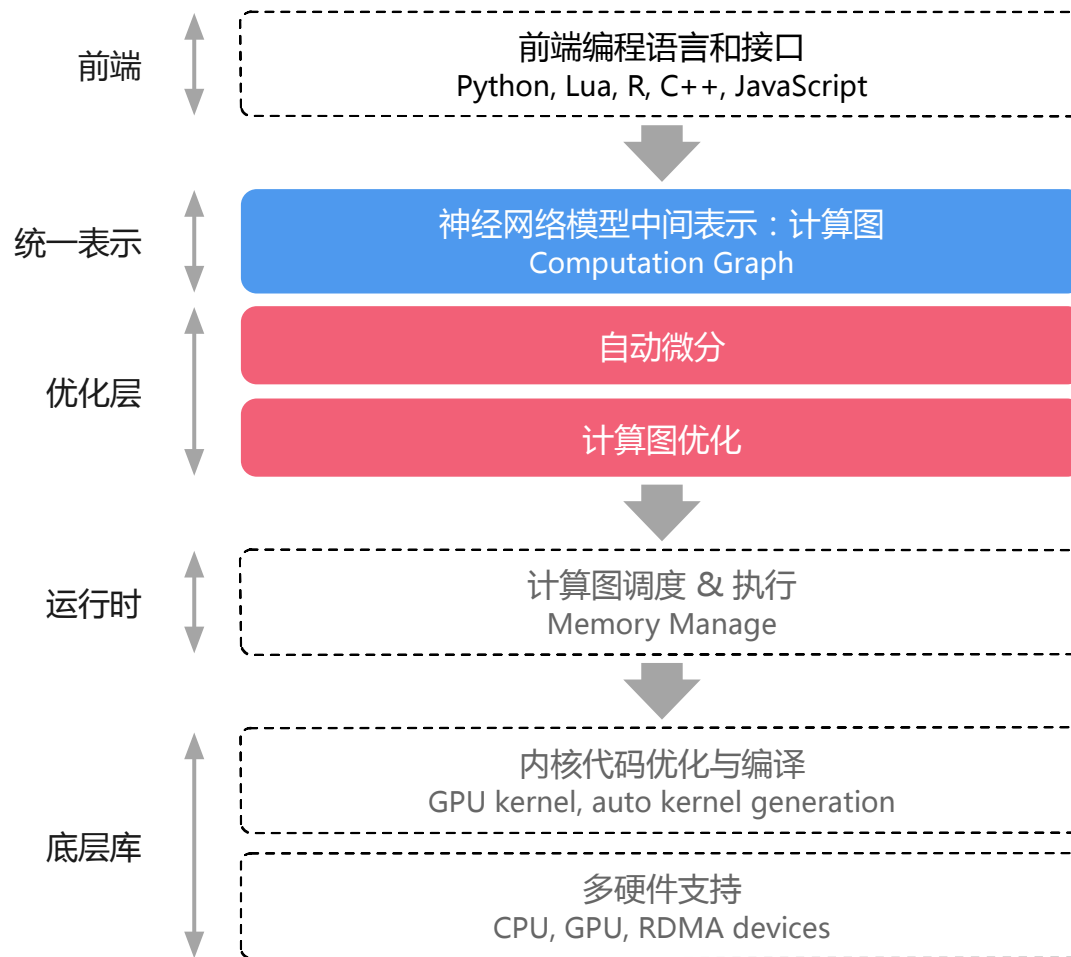 前端
前端编程语言和接口
Python, Lua, R, C++, JavaScript
统一表示
神经网络模型中间表示：计算图
Computation Graph
优化层
自动微分
计算图优化
运行时
计算图调度 & 执行
Memory Manage
底层库
内核代码优化与编译
GPU kernel, auto kernel generation
多硬件支持
CPU, GPU, RDMA devices